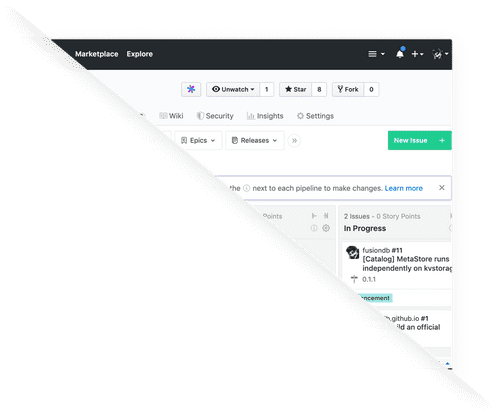 Marketplace Explore
Unwatch 1 Star 8 Fork 0
Wiki Security Insights Settings
Epics Releases New Issue +
the next to each pipeline to make changes. Learn more
Points 2 Issues - 0 Story Points
In Progress
fusiondb #11
[Catalog] MetaStore runs
independently on kvstorag
0.1.1
ncement
b.github.io #1
ild an official